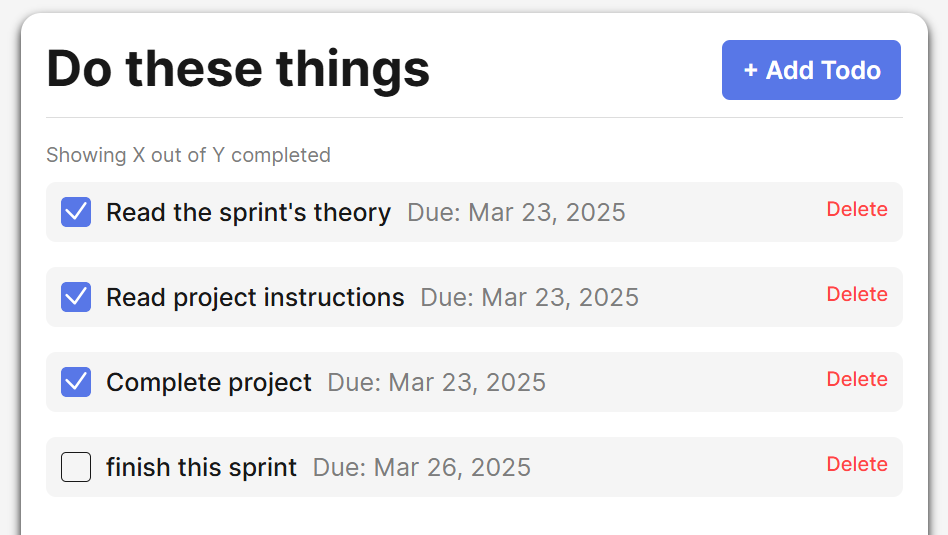 Do these things
+ Add Todo
Showing X out of Y completed
Read the sprint's theory Due: Mar 23, 2025 Delete
Read project instructions Due: Mar 23, 2025 Delete
Complete project Due: Mar 23, 2025 Delete
finish this sprint Due: Mar 26, 2025 Delete